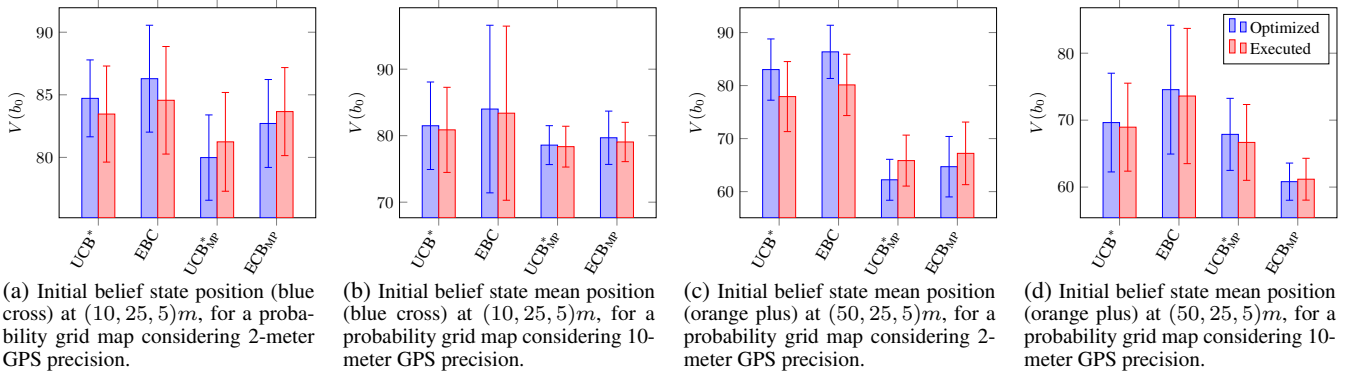 90
85
80
V(b₀)
UCB*
EBC
UCB*MP
ECBMP
(a) Initial belief state position (blue
cross) at (10, 25, 5)m, for a proba-
bility grid map considering 2-meter
GPS precision.
90
80
70
V(b₀)
UCB*
EBC
UCB*MP
ECBMP
(b) Initial belief state mean position
(blue cross) at (10, 25, 5)m, for a
probability grid map considering 10-
meter GPS precision.
90
80
70
60
V(b₀)
UCB*
EBC
UCB*MP
ECBMP
(c) Initial belief state mean position
(orange plus) at (50, 25, 5)m, for a
probability grid map considering 2-
meter GPS precision.
80
70
60
V(b₀)
Optimized
Executed
UCB*
EBC
UCB*MP
ECBMP
(d) Initial belief state mean position
(orange plus) at (50, 25, 5)m, for a
probability grid map considering 10-
meter GPS precision.